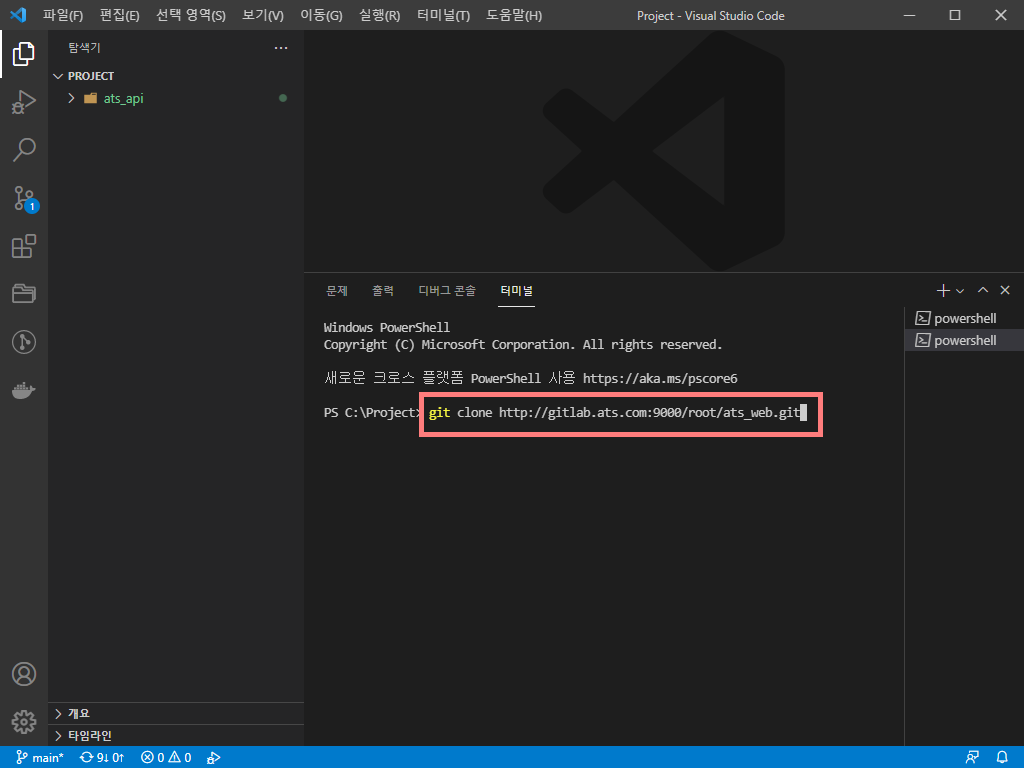 파일(F) 편집(E) 선택 영역(S) 보기(V) 이동(G) 실행(R) 터미널(T) 도움말(H) Project - Visual Studio Code
탐색기
PROJECT
ats_api
1
문제 출력 디버그 콘솔 터미널
powershell
powershell
Windows PowerShell
Copyright (C) Microsoft Corporation. All rights reserved.
새로운 크로스 플랫폼 PowerShell 사용 https://aka.ms/pscore6
PS C:\Project> git clone http://gitlab.ats.com:9000/root/ats_web.git
개요
타임라인
main* 9↓ 0↑ 0 0